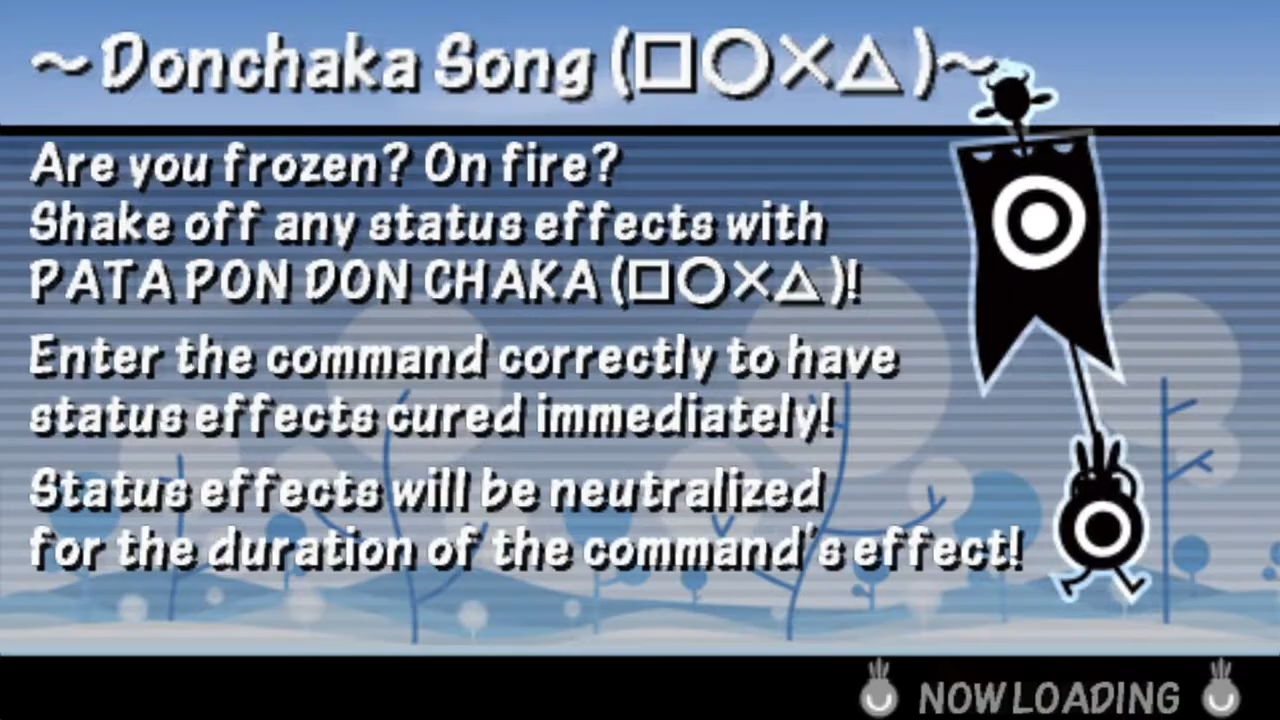 ～Donchaka Song (□○×△)～
Are you frozen? On fire?
Shake off any status effects with
PATA PON DON CHAKA (□○×△)!
Enter the command correctly to have
status effects cured immediately!
Status effects will be neutralized
for the duration of the command's effect!
NOW LOADING